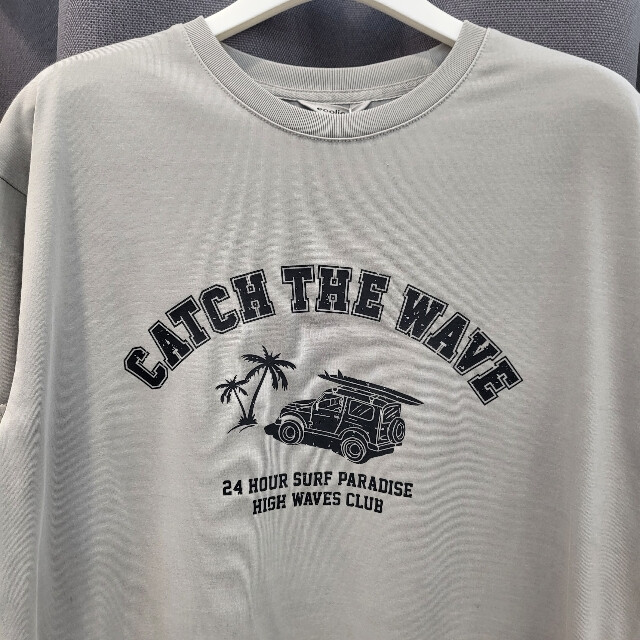 CATCH THE WAVE
24 HOUR SURF PARADISE
HIGH WAVES CLUB